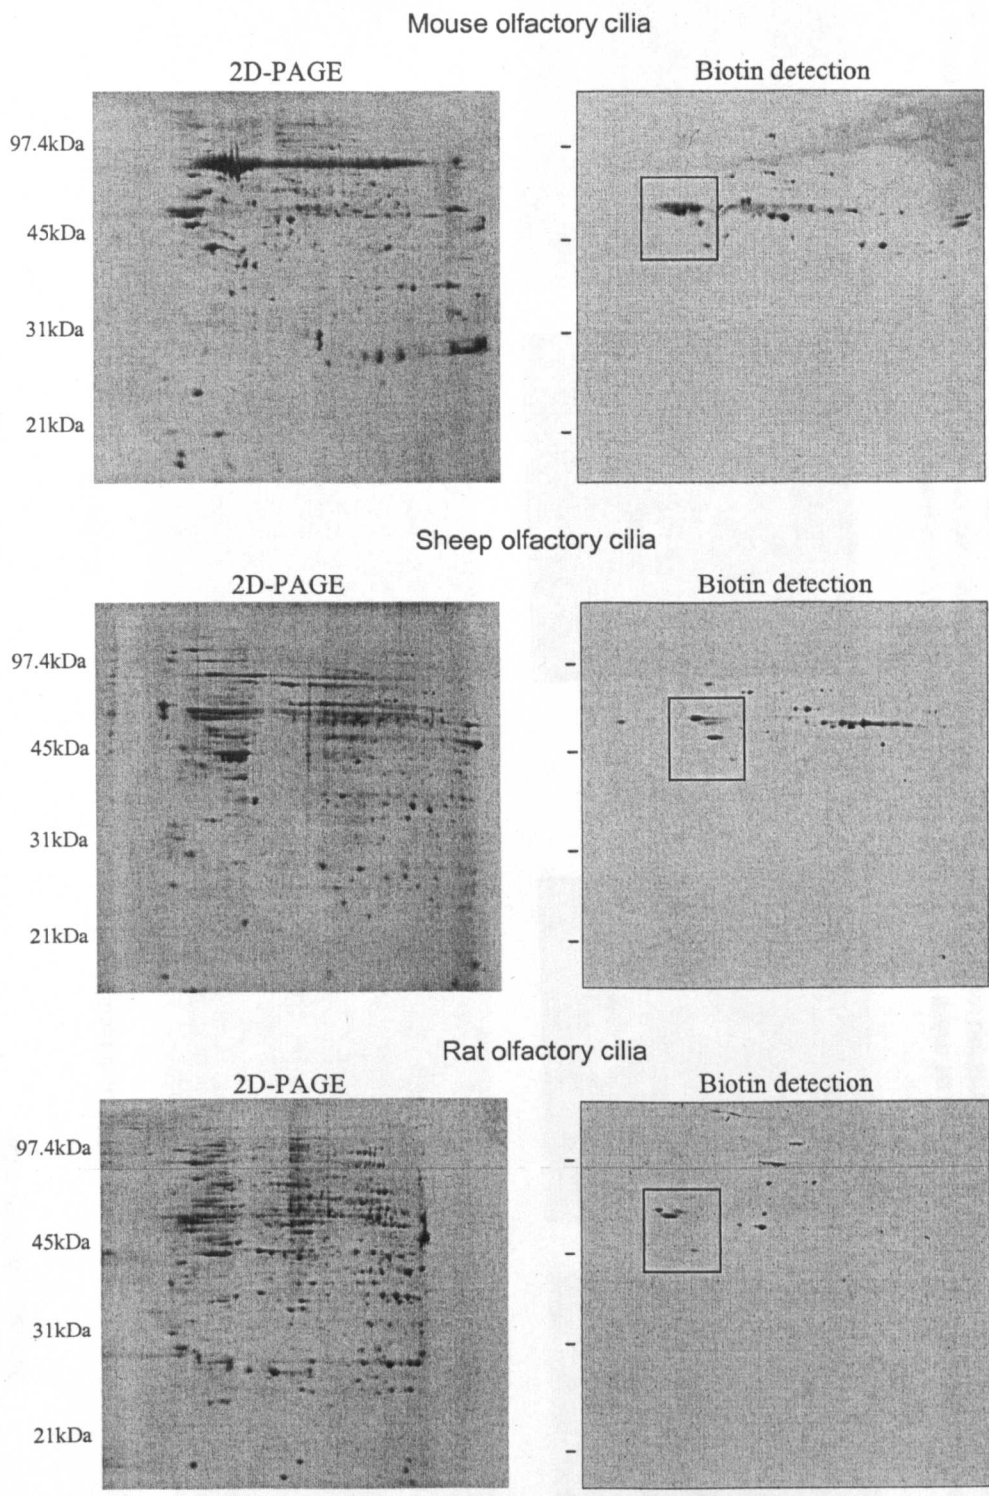 Mouse olfactory cilia
2D-PAGE
Biotin detection
97.4kDa
45kDa
31kDa
21kDa
Sheep olfactory cilia
2D-PAGE
Biotin detection
97.4kDa
45kDa
31kDa
21kDa
Rat olfactory cilia
2D-PAGE
Biotin detection
97.4kDa
45kDa
31kDa
21kDa